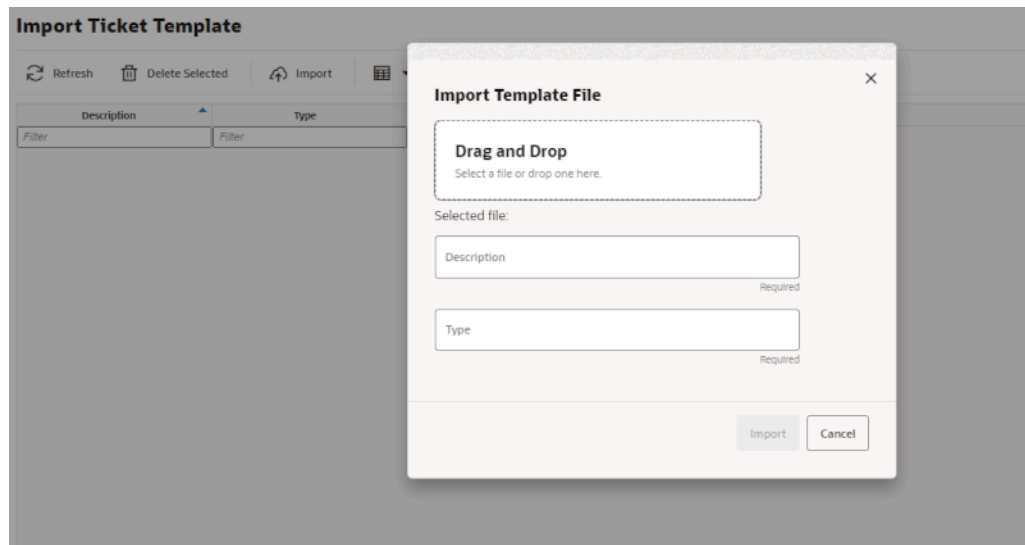 Import Ticket Template
Refresh Delete Selected Import
Description Type
Filter Filter
Import Template File
Drag and Drop
Select a file or drop one here.
Selected file:
Description
Required
Type
Required
Import Cancel